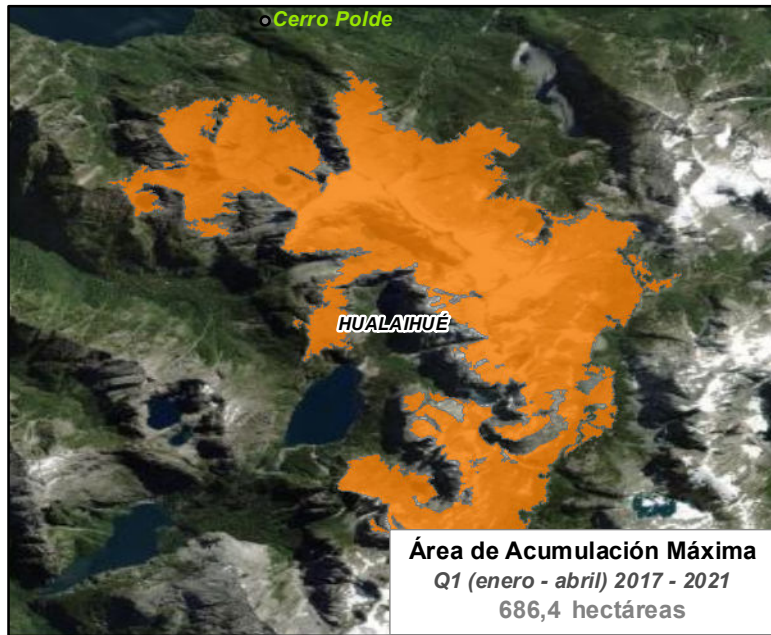 Cerro Polde
HUALAIHUÉ
Área de Acumulación Máxima
Q1 (enero - abril) 2017 - 2021
686,4 hectáreas